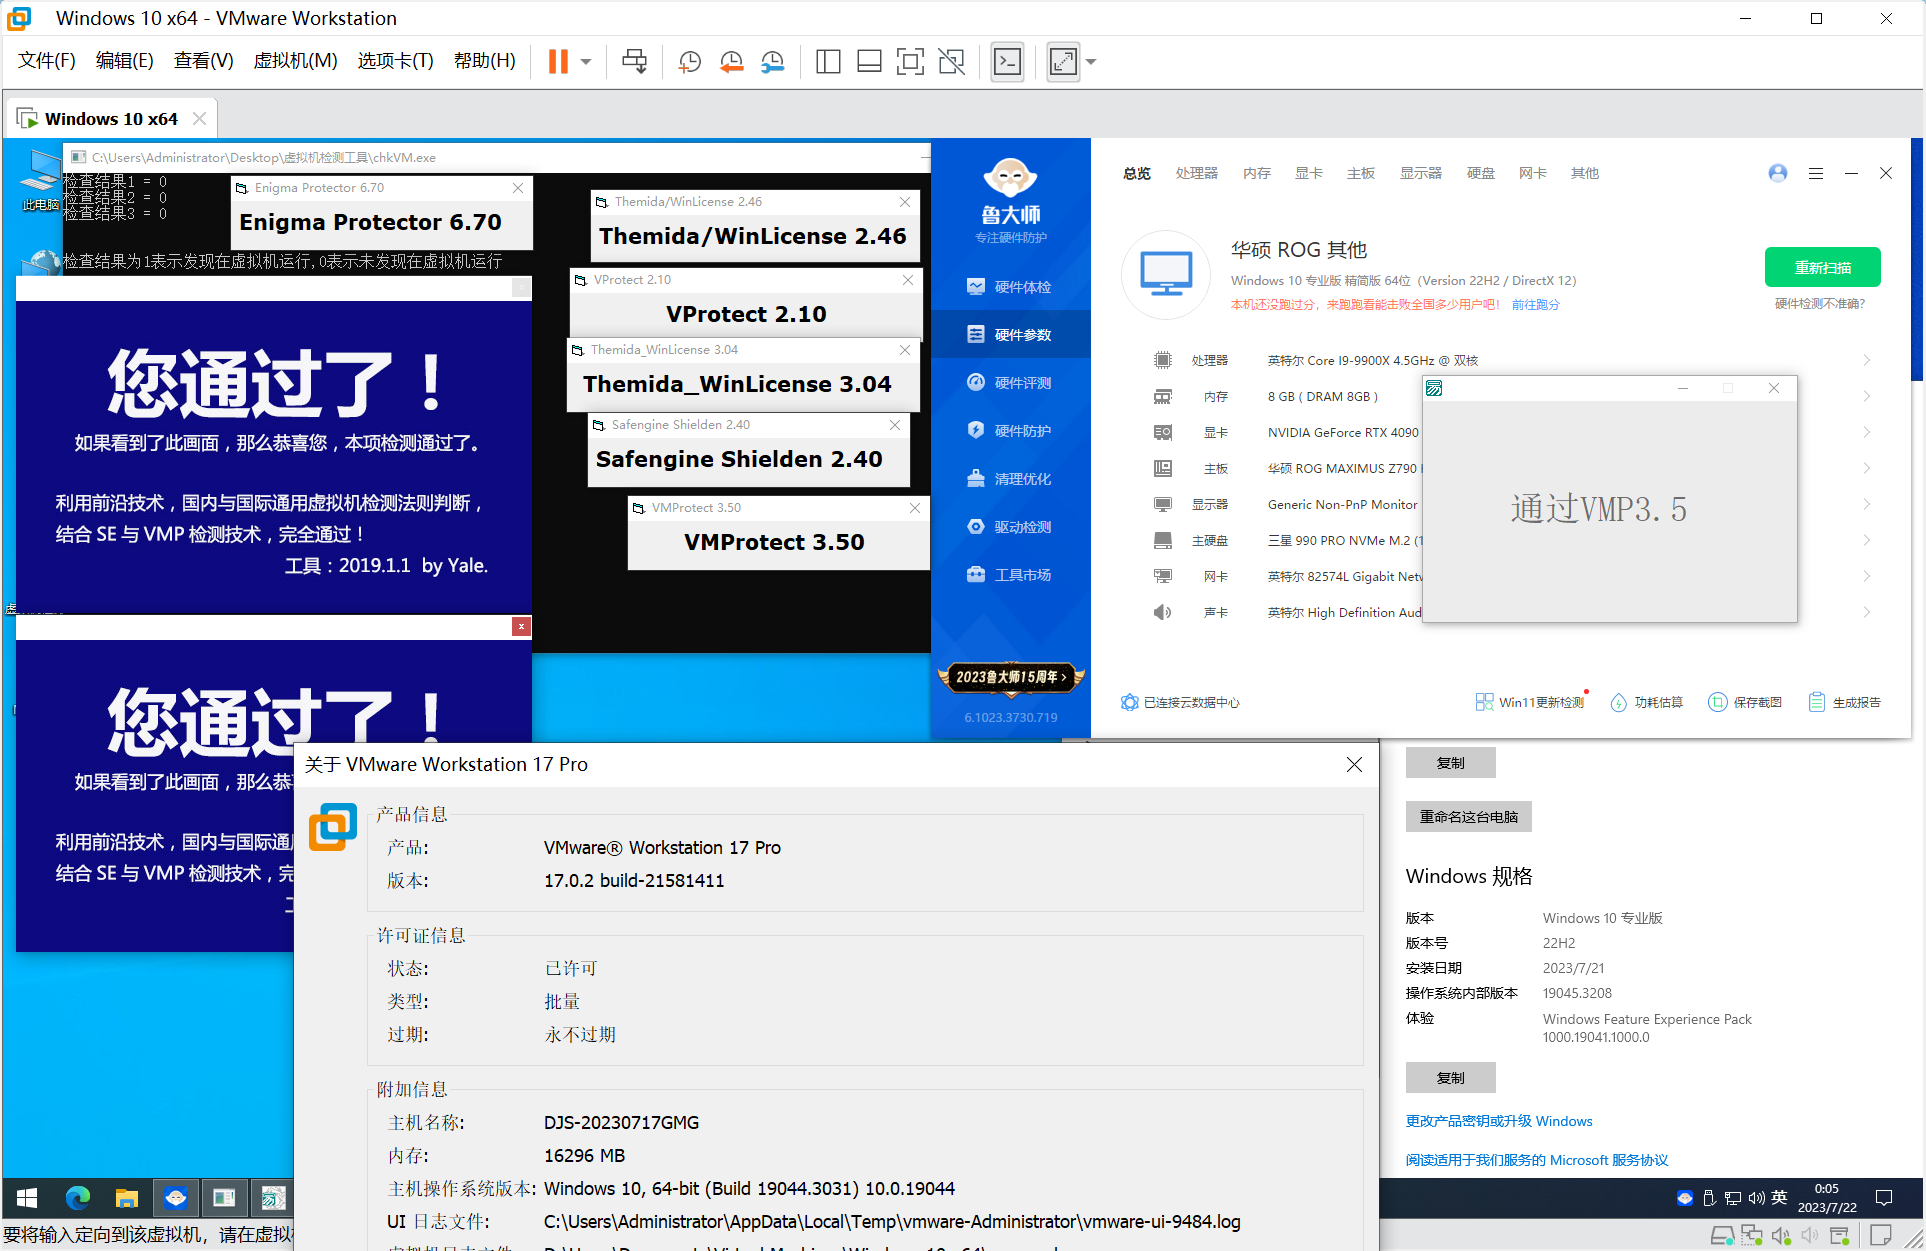 Windows 10 x64 - VMware Workstation
文件(F) 编辑(E) 查看(V) 虚拟机(M) 选项卡(T) 帮助(H)
Windows 10 x64
此电脑
C:\Users\Administrator\Desktop\虚拟机检测工具\chkVM.exe
检查结果1 = 0
检查结果2 = 0
检查结果3 = 0
检查结果为1表示发现在虚拟机运行,0表示未发现在虚拟机运行
Enigma Protector 6.70
Enigma Protector 6.70
Themida/WinLicense 2.46
Themida/WinLicense 2.46
VProtect 2.10
VProtect 2.10
Themida_WinLicense 3.04
Themida_WinLicense 3.04
Safengine Shielden 2.40
Safengine Shielden 2.40
VMProtect 3.50
VMProtect 3.50
您通过了！
如果看到了此画面，那么恭喜您，本项检测通过了。
利用前沿技术，国内与国际通用虚拟机检测法则判断，
结合 SE 与 VMP 检测技术，完全通过！
工具：2019.1.1 by Yale.
您通过了！
如果看到了此画面，那么恭
利用前沿技术，国内与国际通
结合 SE 与 VMP 检测技术，完
鲁大师
专注硬件防护
硬件体检
硬件参数
硬件评测
硬件防护
清理优化
驱动检测
工具市场
2023鲁大师15周年 >
6.1023.3730.719
总览 处理器 内存 显卡 主板 显示器 硬盘 网卡 其他
华硕 ROG 其他
Windows 10 专业版 精简版 64位（Version 22H2 / DirectX 12）
本机还没跑过分，来跑跑看能击败全国多少用户吧！ 前往跑分
重新扫描
硬件检测不准确?
处理器 英特尔 Core I9-9900X 4.5GHz @ 双核
内存 8 GB ( DRAM 8GB )
显卡 NVIDIA GeForce RTX 4090
主板 华硕 ROG MAXIMUS Z790
显示器 Generic Non-PnP Monitor
主硬盘 三星 990 PRO NVMe M.2 (1
网卡 英特尔 82574L Gigabit Netw
声卡 英特尔 High Definition Aud
通过VMP3.5
已连接云数据中心
Win11更新检测 功耗估算 保存截图 生成报告
关于 VMware Workstation 17 Pro
产品信息
产品: VMware® Workstation 17 Pro
版本: 17.0.2 build-21581411
许可证信息
状态: 已许可
类型: 批量
过期: 永不过期
附加信息
主机名称: DJS-20230717GMG
内存: 16296 MB
主机操作系统版本: Windows 10, 64-bit (Build 19044.3031) 10.0.19044
UI 日志文件: C:\Users\Administrator\AppData\Local\Temp\vmware-Administrator\vmware-ui-9484.log
复制
重命名这台电脑
Windows 规格
版本 Windows 10 专业版
版本号 22H2
安装日期 2023/7/21
操作系统内部版本 19045.3208
体验 Windows Feature Experience Pack
1000.19041.1000.0
复制
更改产品密钥或升级 Windows
阅读适用于我们服务的 Microsoft 服务协议
英
0:05
2023/7/22
要将输入定向到该虚拟机，请在虚拟